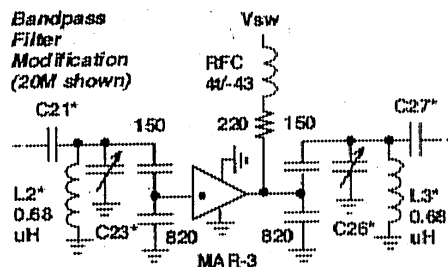 Bandpass
Filter
Modification
(20M shown)
Vsw
RFC
4t/-43
C21*
150
220
150
C27*
L2*
0.68
uH
C23*
820
MAR-3
820
C26*
L3*
0.68
uH